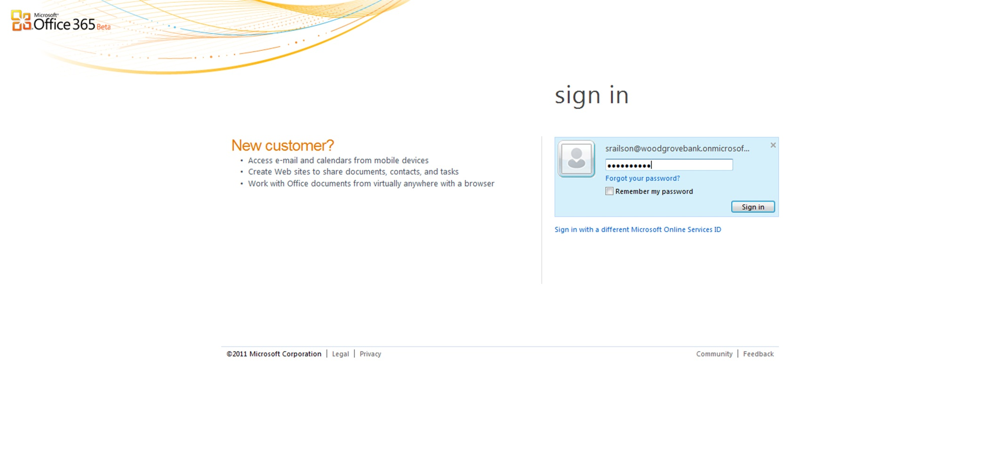 Microsoft®
Office 365 Beta
sign in
New customer?
• Access e-mail and calendars from mobile devices
• Create Web sites to share documents, contacts, and tasks
• Work with Office documents from virtually anywhere with a browser
srailson@woodgrovebank.onmicrosof...
••••••••••
Forgot your password?
Remember my password
Sign in
Sign in with a different Microsoft Online Services ID
©2011 Microsoft Corporation | Legal | Privacy
Community | Feedback